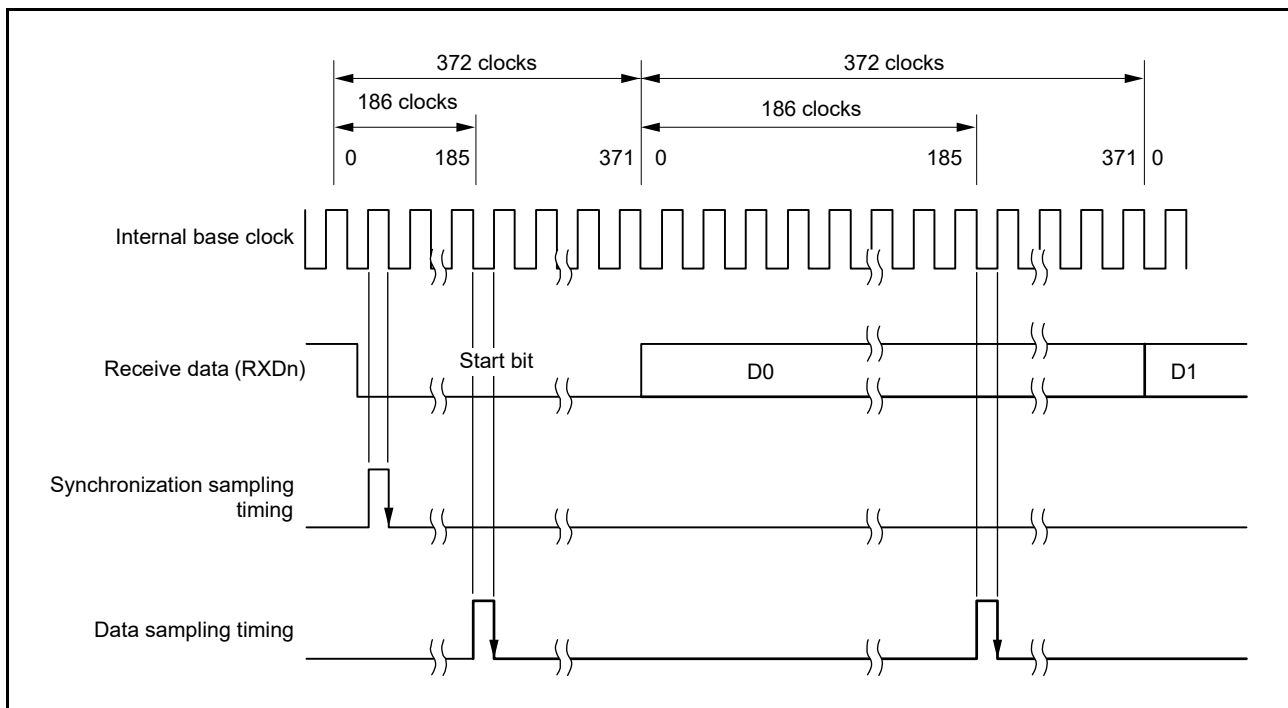 372 clocks 372 clocks
186 clocks 186 clocks
0 185 371 0 185 371 0
Internal base clock
Receive data (RXDn) Start bit D0 D1
Synchronization sampling
timing
Data sampling timing